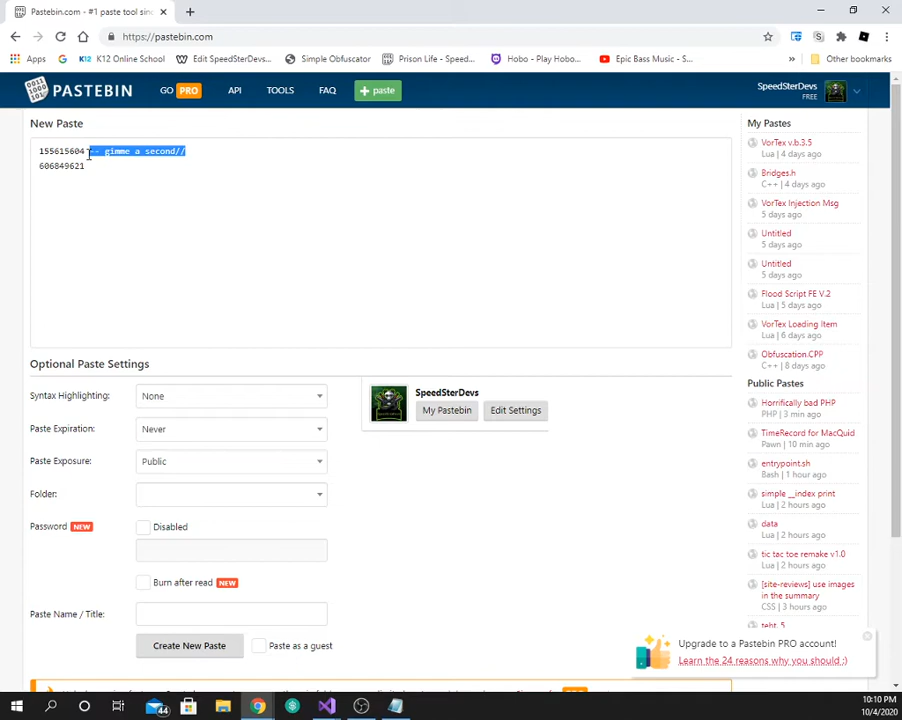 Pastebin.com - #1 paste tool sinc
https://pastebin.com
Apps
K12 Online School
Edit SpeedSterDevs...
Simple Obfuscator
Prison Life - Speed...
Hobo - Play Hobo...
Epic Bass Music - S...
»
Other bookmarks
PASTEBIN
GO PRO
API
TOOLS
FAQ
+ paste
SpeedSterDevs
FREE
New Paste
155615604 -- gimme a second//
606849621
My Pastes
VorTex v.b.3.5
Lua | 4 days ago
Bridges.h
C++ | 4 days ago
VorTex Injection Msg
5 days ago
Untitled
5 days ago
Untitled
5 days ago
Flood Script FE V.2
Lua | 5 days ago
VorTex Loading Item
Lua | 6 days ago
Obfuscation.CPP
C++ | 8 days ago
Public Pastes
Horrifically bad PHP
PHP | 3 min ago
TimeRecord for MacQuid
Pawn | 10 min ago
entrypoint.sh
Bash | 1 hour ago
simple __index print
Lua | 2 hours ago
data
Lua | 2 hours ago
tic tac toe remake v1.0
Lua | 2 hours ago
[site-reviews] use images
in the summary
CSS | 3 hours ago
Optional Paste Settings
Syntax Highlighting:
None
Paste Expiration:
Never
Paste Exposure:
Public
Folder:
Password NEW
Disabled
Burn after read NEW
Paste Name / Title:
Create New Paste
Paste as a guest
SpeedSterDevs
My Pastebin
Edit Settings
Upgrade to a Pastebin PRO account!
Learn the 24 reasons why you should :)
44
10:10 PM
10/4/2020